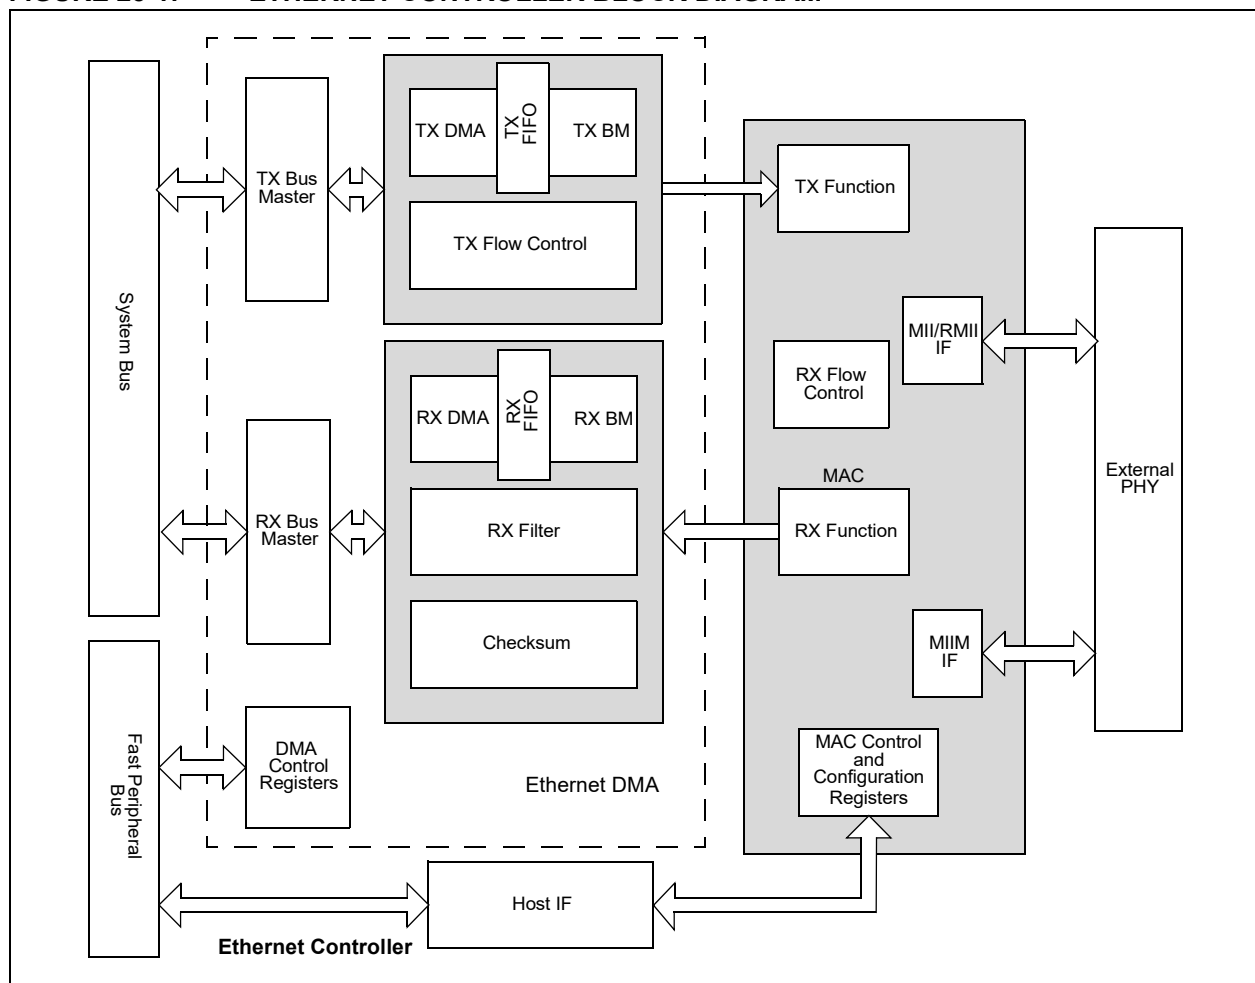 TX DMA
TX
FIFO
TX BM
TX Bus
Master
TX Function
TX Flow Control
System Bus
MII/RMII
IF
RX Flow
Control
RX DMA
RX
FIFO
RX BM
External
PHY
MAC
RX Bus
Master
RX Filter
RX Function
Checksum
MIIM
IF
Fast Peripheral
Bus
DMA
Control
Registers
MAC Control
and
Configuration
Registers
Ethernet DMA
Host IF
Ethernet Controller